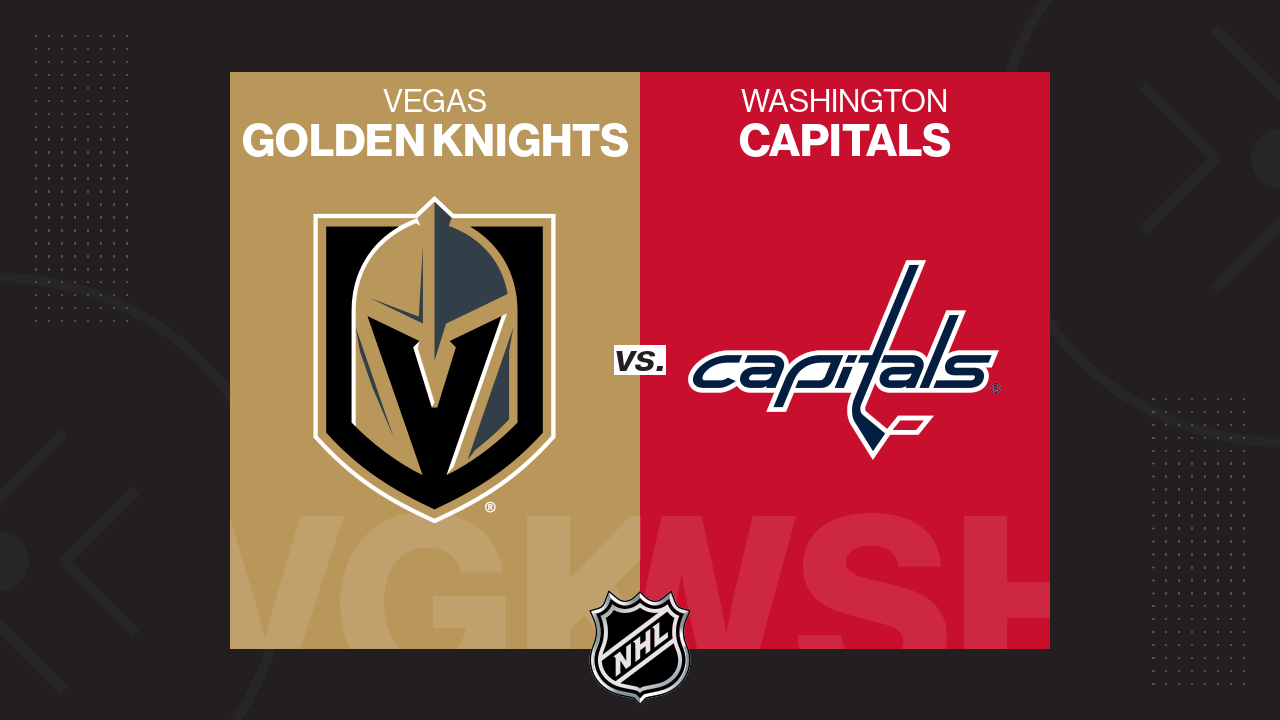 VEGAS
GOLDEN KNIGHTS
WASHINGTON
CAPITALS
vs.
capitals
®
®
VGK
WSH
NHL